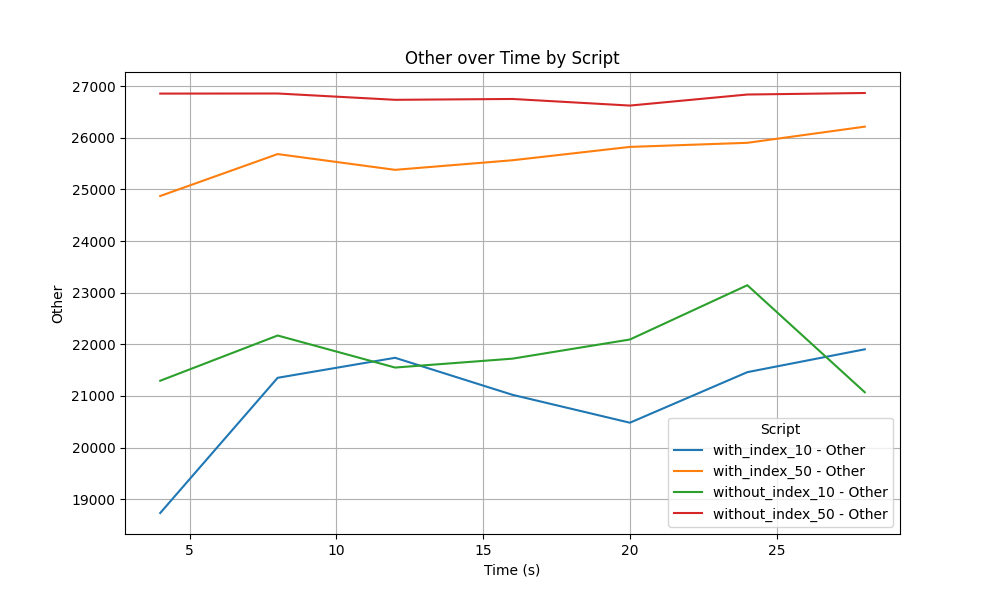 Other over Time by Script
27000
26000
25000
24000
23000
22000
21000
20000
19000
Other
5
10
15
20
25
Time (s)
Script
with_index_10 - Other
with_index_50 - Other
without_index_10 - Other
without_index_50 - Other